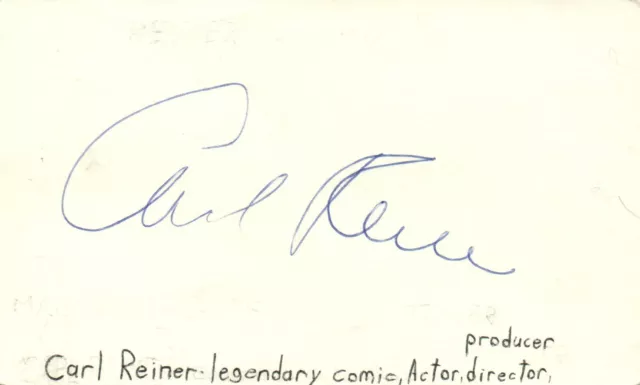 Carl Reiner
producer
Carl Reiner-legendary comic, Actor, director,